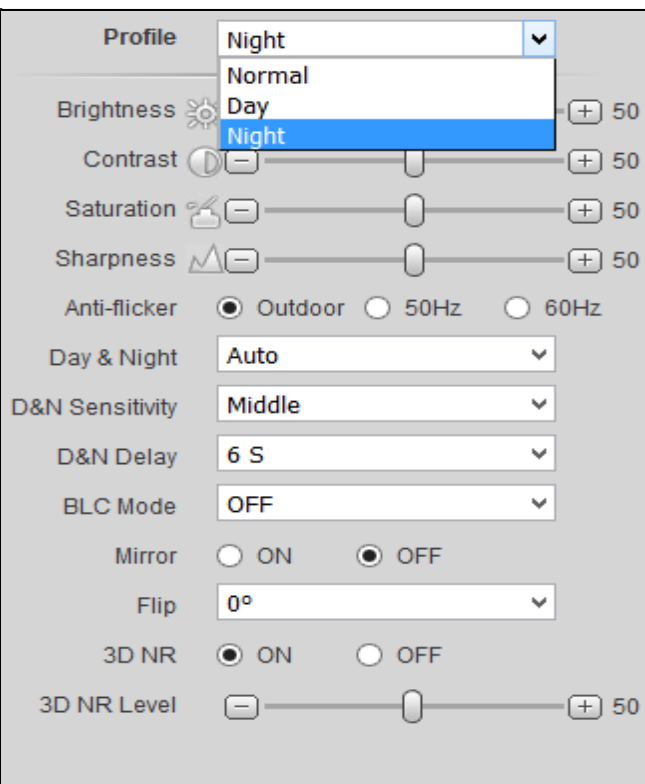 Profile Night
Normal
Brightness Day 50
Night
Contrast 50
Saturation 50
Sharpness 50
Anti-flicker Outdoor 50Hz 60Hz
Day & Night Auto
D&N Sensitivity Middle
D&N Delay 6 S
BLC Mode OFF
Mirror ON OFF
Flip 0°
3D NR ON OFF
3D NR Level 50